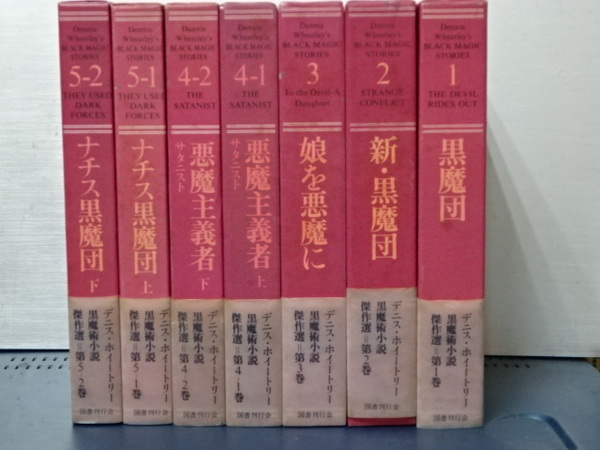 Dennis
Wheatley's
BLACK MAGIC
STORIES
5-2
THEY USED
DARK
FORCES
ナチス黒魔団 下
デニス・ホイートリー
黒魔術小説
傑作選=第5-2巻
国書刊行会
Dennis
Wheatley's
BLACK MAGIC
STORIES
5-1
THEY USED
DARK
FORCES
ナチス黒魔団 上
デニス・ホイートリー
黒魔術小説
傑作選=第5-1巻
国書刊行会
Dennis
Wheatley's
BLACK MAGIC
STORIES
4-2
THE
SATANIST
悪魔主義者 下
サタニスト
デニス・ホイートリー
黒魔術小説
傑作選=第4-2巻
国書刊行会
Dennis
Wheatley's
BLACK MAGIC
STORIES
4-1
THE
SATANIST
悪魔主義者 上
サタニスト
デニス・ホイートリー
黒魔術小説
傑作選=第4-1巻
国書刊行会
Dennis
Wheatley's
BLACK MAGIC
STORIES
3
To the Devil-A
Daughter
娘を悪魔に
デニス・ホイートリー
黒魔術小説
傑作選=第3巻
国書刊行会
Dennis
Wheatley's
BLACK MAGIC
STORIES
2
STRANGE
CONFLICT
新・黒魔団
デニス・ホイートリー
黒魔術小説
傑作選=第2巻
国書刊行会
Dennis
Wheatley's
BLACK MAGIC
STORIES
1
THE DEVIL
RIDES OUT
黒魔団
デニス・ホイートリー
黒魔術小説
傑作選=第1巻
国書刊行会